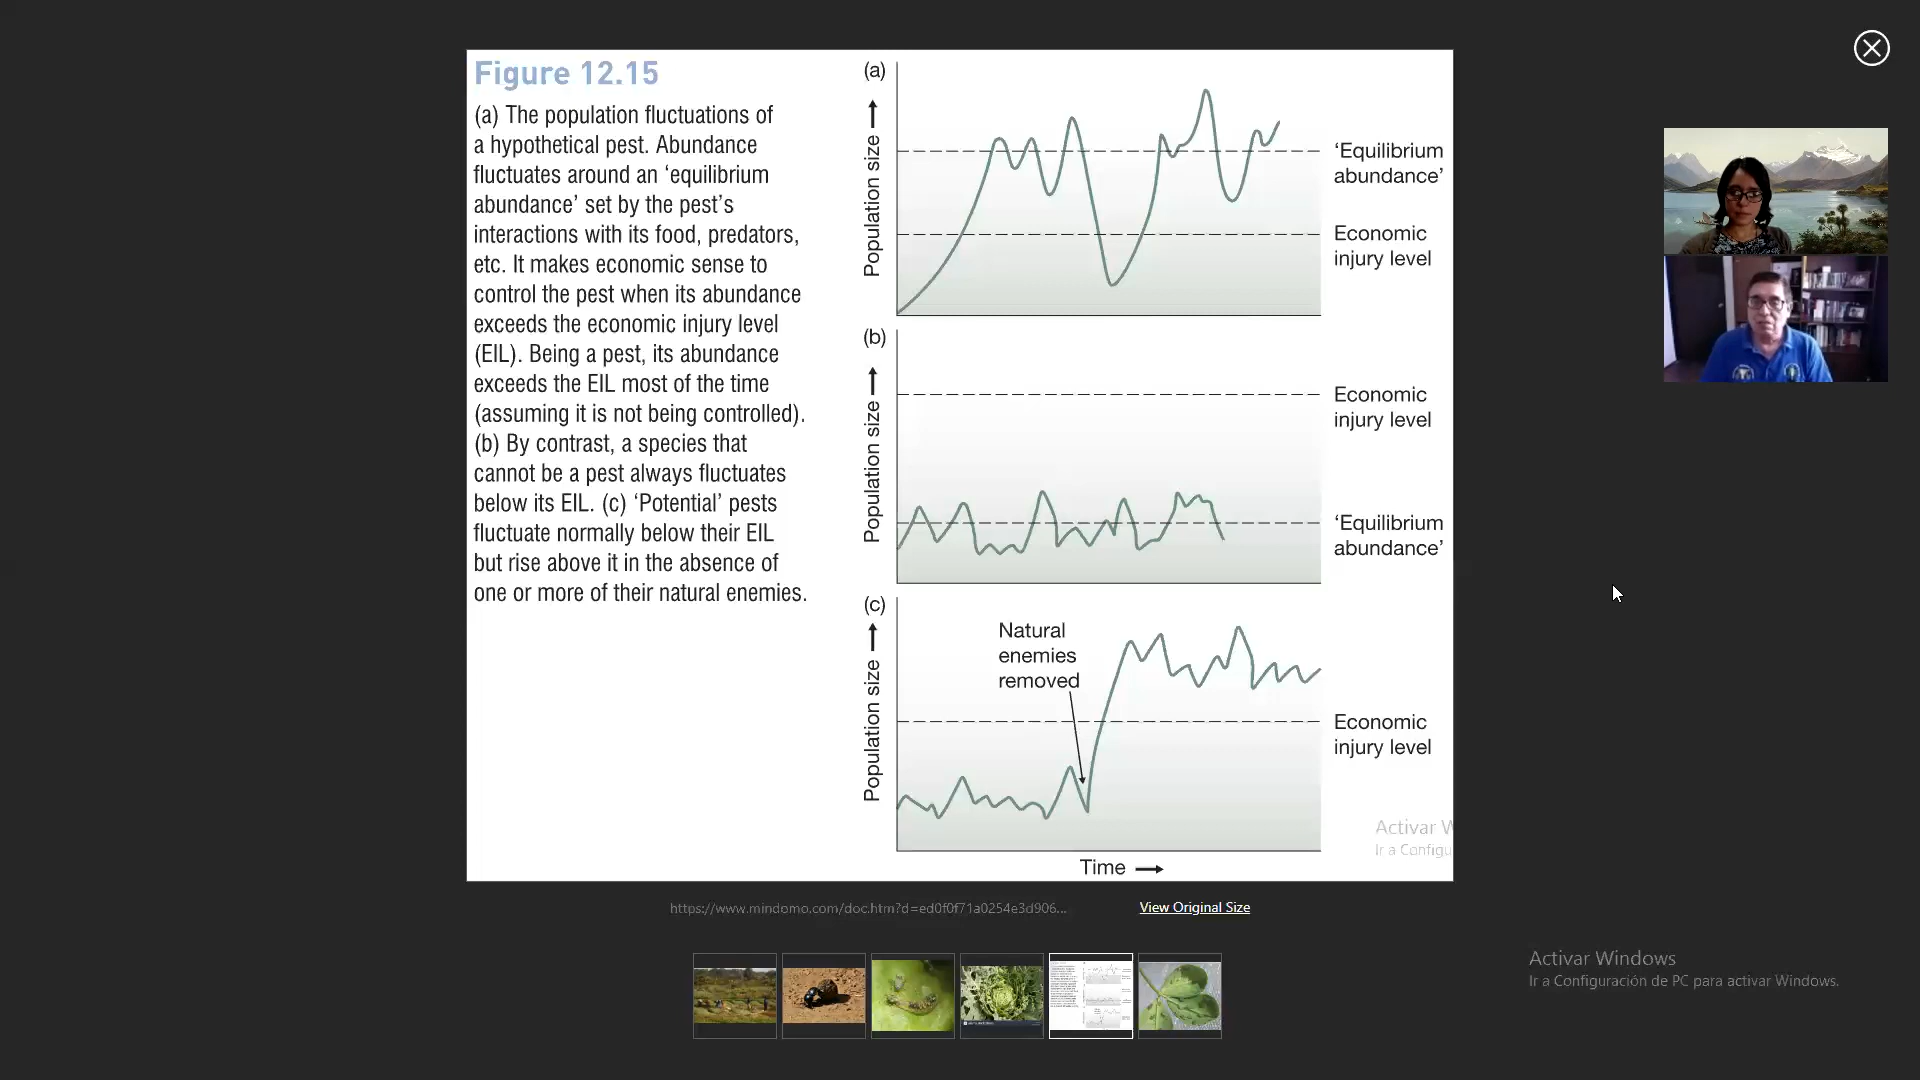 Figure 12.15
(a) The population fluctuations of
a hypothetical pest. Abundance
fluctuates around an ‘equilibrium
abundance’ set by the pest’s
interactions with its food, predators,
etc. It makes economic sense to
control the pest when its abundance
exceeds the economic injury level
(EIL). Being a pest, its abundance
exceeds the EIL most of the time
(assuming it is not being controlled).
(b) By contrast, a species that
cannot be a pest always fluctuates
below its EIL. (c) ‘Potential’ pests
fluctuate normally below their EIL
but rise above it in the absence of
one or more of their natural enemies.
(a)
Population size
‘Equilibrium
abundance’
Economic
injury level
(b)
Population size
Economic
injury level
‘Equilibrium
abundance’
(c)
Population size
Natural
enemies
removed
Economic
injury level
Time
Activar W
Ir a Configu
https://www.mindomo.com/doc.htm?d=ed0f0f71a0254e3d906...
View Original Size
Activar Windows
Ir a Configuración de PC para activar Windows.